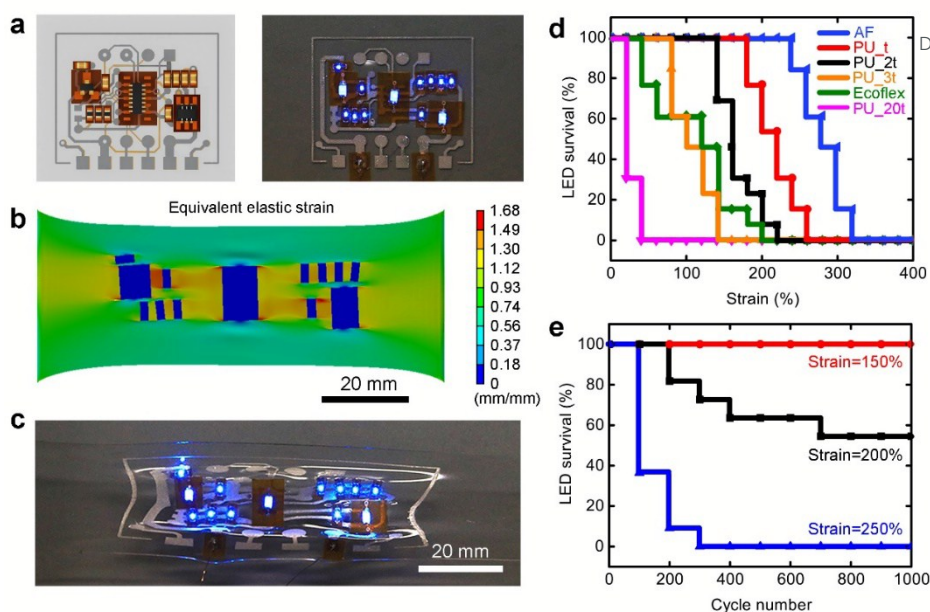 a
b
Equivalent elastic strain
1.68
1.49
1.30
1.12
0.93
0.74
0.56
0.37
0.18
0
(mm/mm)
20 mm
c
20 mm
d
LED survival (%)
100
80
60
40
20
0
AF
PU_t
PU_2t
PU_3t
Ecoflex
PU_20t
D
0
100
200
300
400
Strain (%)
e
LED survival (%)
100
80
60
40
20
0
Strain=150%
Strain=200%
Strain=250%
0
200
400
600
800
1000
Cycle number